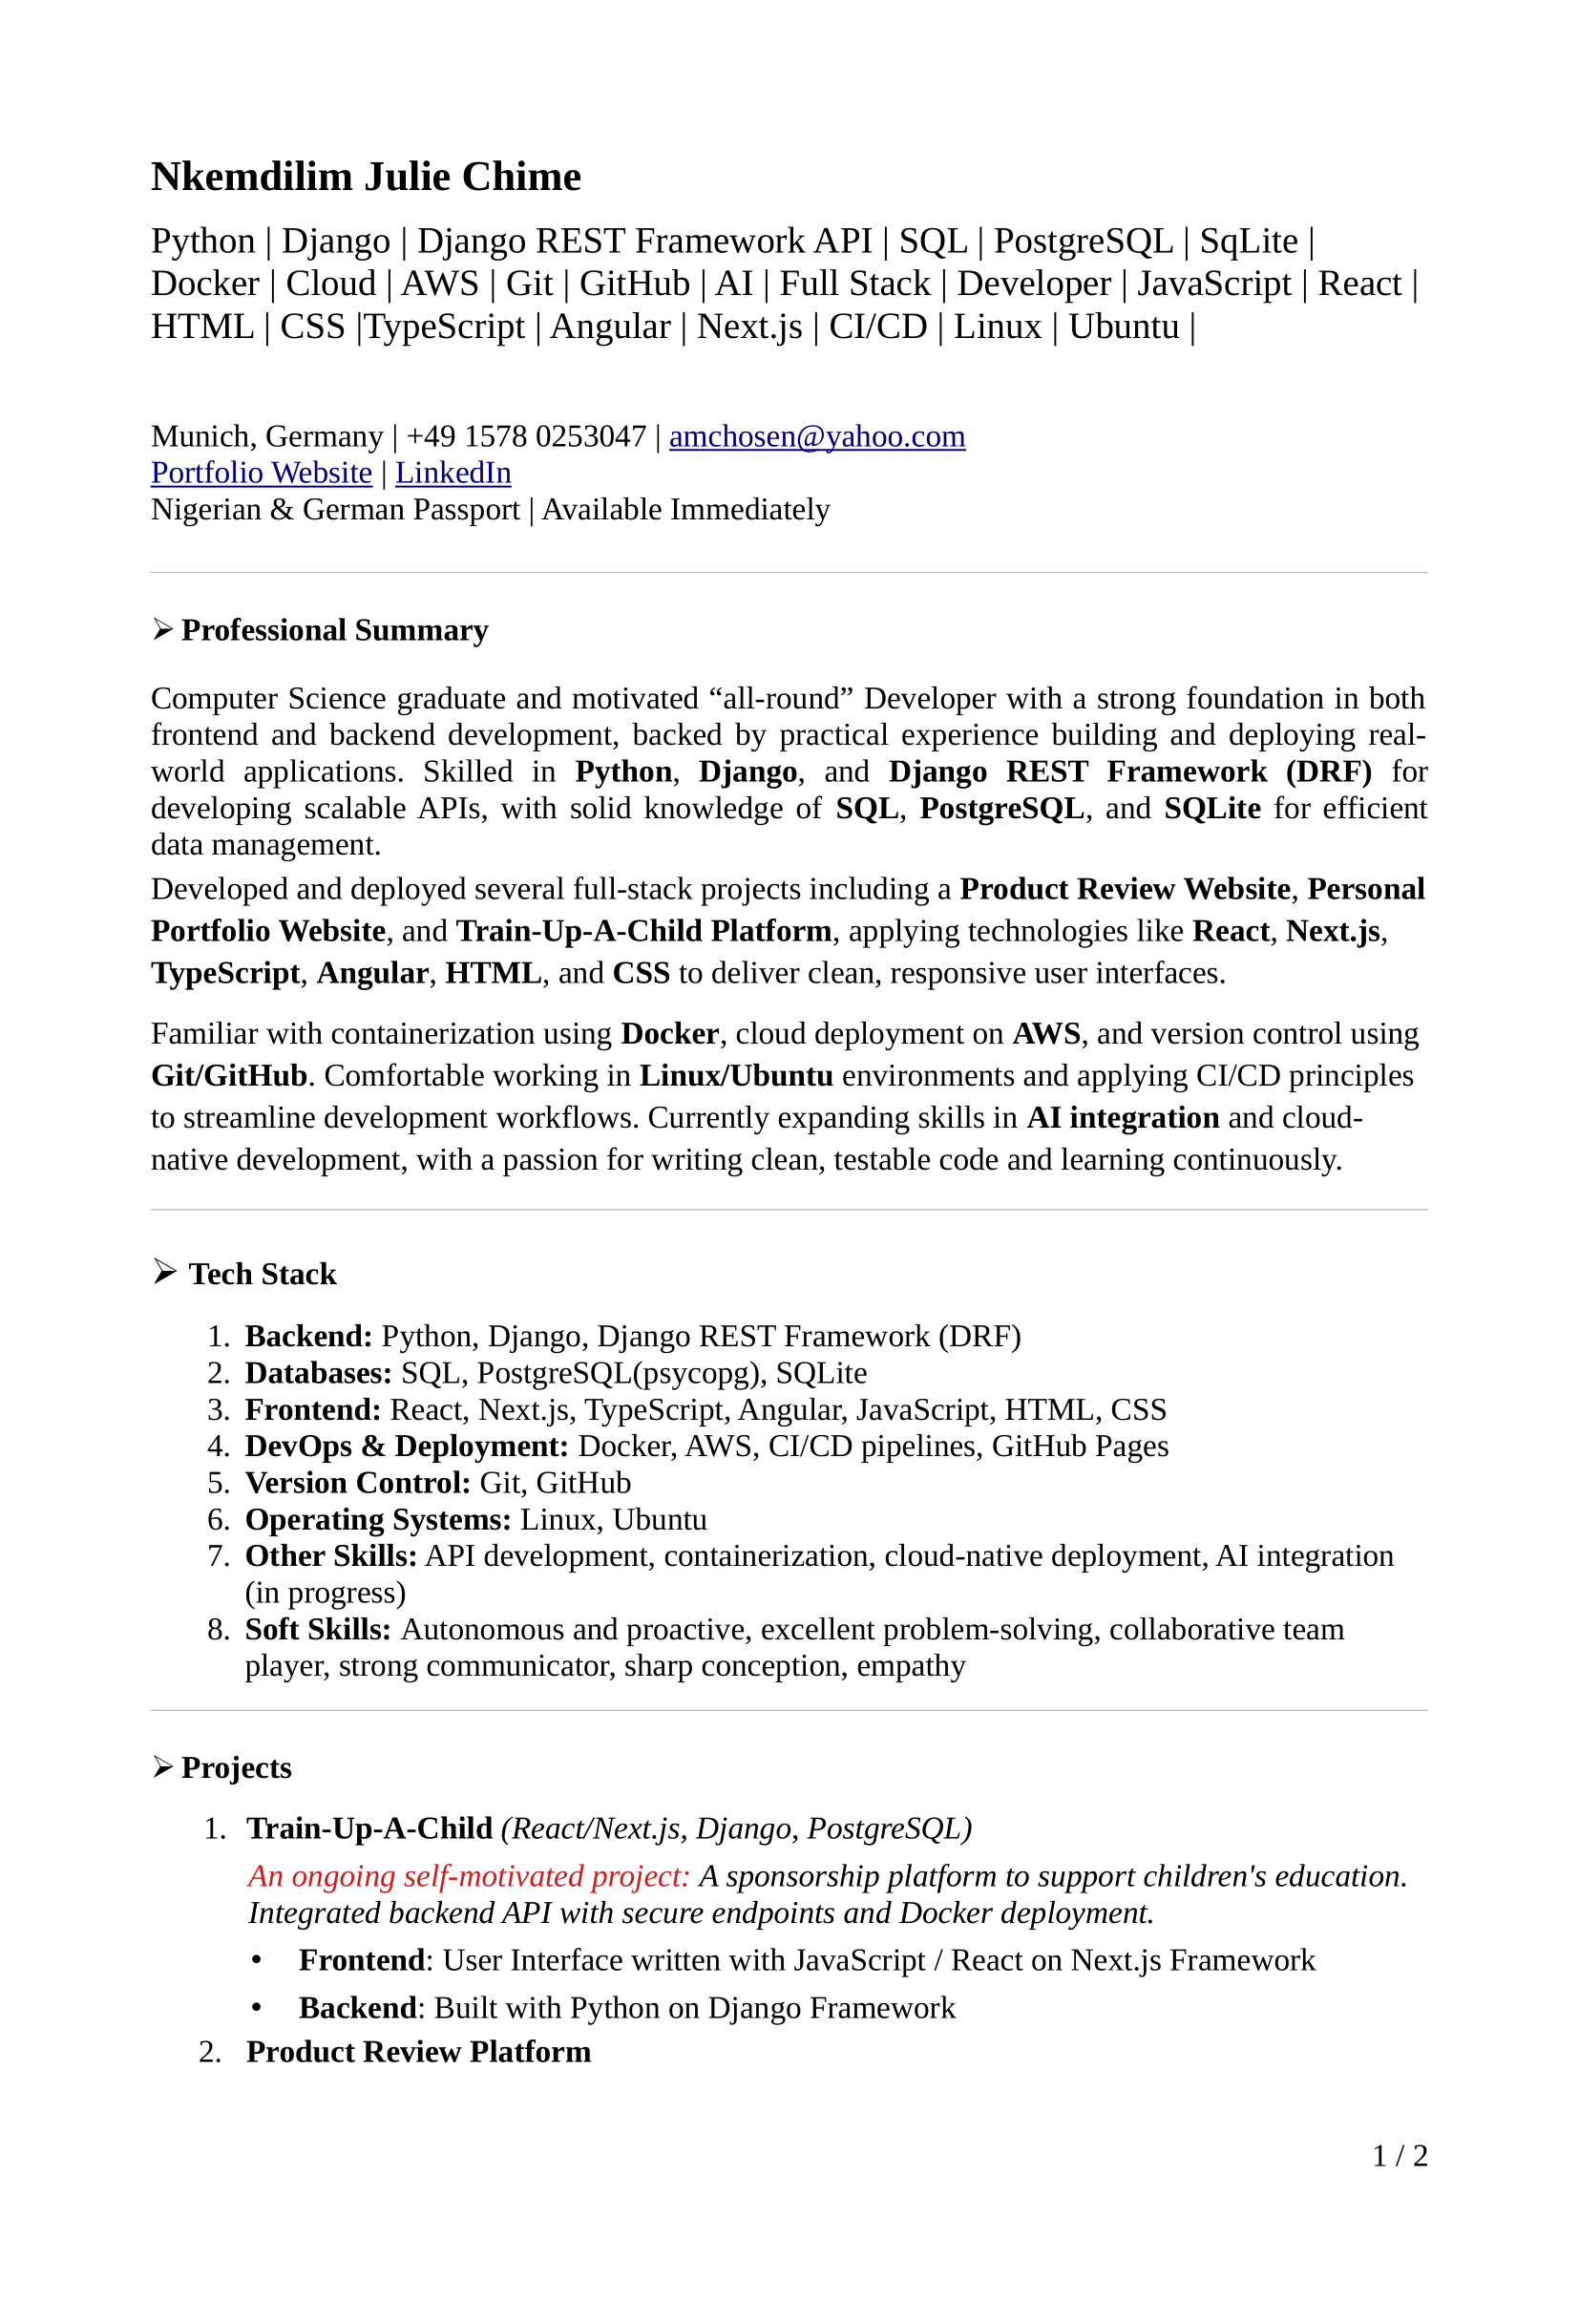 Nkemdilim Julie Chime
Python | Django | Django REST Framework API | SQL | PostgreSQL | SqLite |
Docker | Cloud | AWS | Git | GitHub | AI | Full Stack | Developer | JavaScript | React |
HTML | CSS |TypeScript | Angular | Next.js | CI/CD | Linux | Ubuntu |
Munich, Germany | +49 1578 0253047 | amchosen@yahoo.com
Portfolio Website | LinkedIn
Nigerian & German Passport | Available Immediately
➢ Professional Summary
Computer Science graduate and motivated “all-round” Developer with a strong foundation in both
frontend and backend development, backed by practical experience building and deploying real-
world applications. Skilled in Python, Django, and Django REST Framework (DRF) for
developing scalable APIs, with solid knowledge of SQL, PostgreSQL, and SQLite for efficient
data management.
Developed and deployed several full-stack projects including a Product Review Website, Personal
Portfolio Website, and Train-Up-A-Child Platform, applying technologies like React, Next.js,
TypeScript, Angular, HTML, and CSS to deliver clean, responsive user interfaces.
Familiar with containerization using Docker, cloud deployment on AWS, and version control using
Git/GitHub. Comfortable working in Linux/Ubuntu environments and applying CI/CD principles
to streamline development workflows. Currently expanding skills in AI integration and cloud-
native development, with a passion for writing clean, testable code and learning continuously.
➢ Tech Stack
1. Backend: Python, Django, Django REST Framework (DRF)
2. Databases: SQL, PostgreSQL(psycopg), SQLite
3. Frontend: React, Next.js, TypeScript, Angular, JavaScript, HTML, CSS
4. DevOps & Deployment: Docker, AWS, CI/CD pipelines, GitHub Pages
5. Version Control: Git, GitHub
6. Operating Systems: Linux, Ubuntu
7. Other Skills: API development, containerization, cloud-native deployment, AI integration
(in progress)
8. Soft Skills: Autonomous and proactive, excellent problem-solving, collaborative team
player, strong communicator, sharp conception, empathy
➢ Projects
1. Train-Up-A-Child (React/Next.js, Django, PostgreSQL)
An ongoing self-motivated project: A sponsorship platform to support children's education.
Integrated backend API with secure endpoints and Docker deployment.
• Frontend: User Interface written with JavaScript / React on Next.js Framework
• Backend: Built with Python on Django Framework
2. Product Review Platform
1 / 2